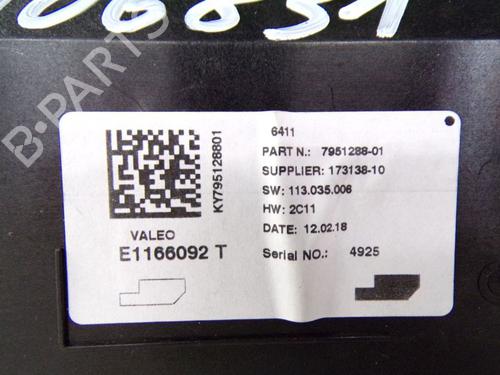 6411
PART N.: 7951288-01
SUPPLIER: 173138-10
SW: 113.035.006
HW: 2C11
DATE: 12.02.18
Serial NO.: 4925
KY795128801
VALEO
E1166092 T
B-PARTS